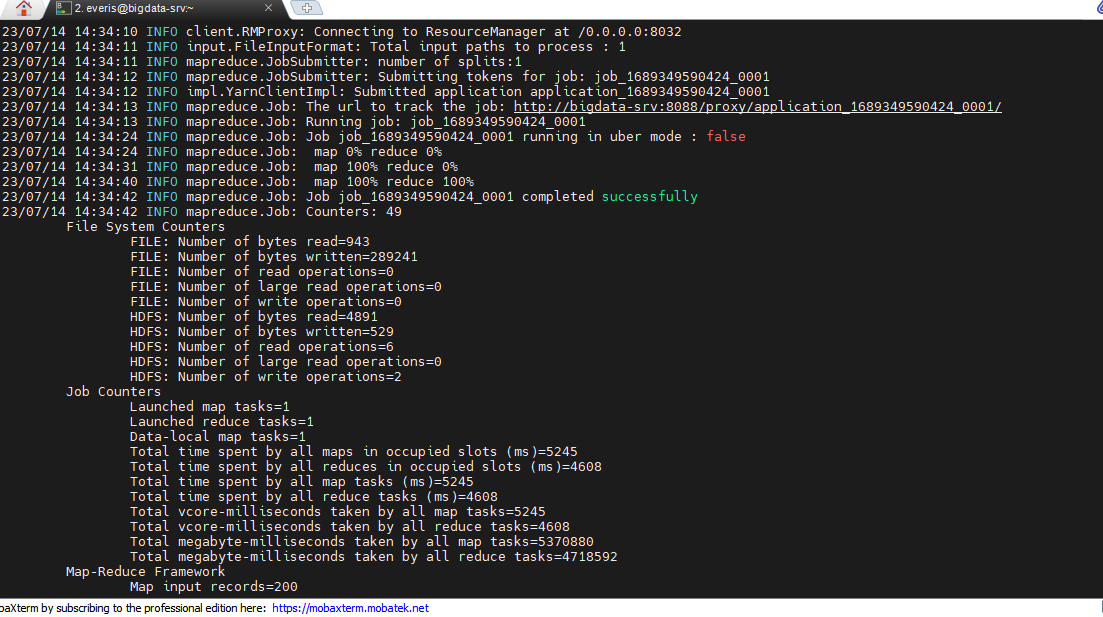 2. everis@bigdata-srv:~
23/07/14 14:34:10 INFO client.RMProxy: Connecting to ResourceManager at /0.0.0.0:8032
23/07/14 14:34:11 INFO input.FileInputFormat: Total input paths to process : 1
23/07/14 14:34:11 INFO mapreduce.JobSubmitter: number of splits:1
23/07/14 14:34:12 INFO mapreduce.JobSubmitter: Submitting tokens for job: job_1689349590424_0001
23/07/14 14:34:12 INFO impl.YarnClientImpl: Submitted application application_1689349590424_0001
23/07/14 14:34:13 INFO mapreduce.Job: The url to track the job: http://bigdata-srv:8088/proxy/application_1689349590424_0001/
23/07/14 14:34:13 INFO mapreduce.Job: Running job: job_1689349590424_0001
23/07/14 14:34:24 INFO mapreduce.Job: Job job_1689349590424_0001 running in uber mode : false
23/07/14 14:34:24 INFO mapreduce.Job:  map 0% reduce 0%
23/07/14 14:34:31 INFO mapreduce.Job:  map 100% reduce 0%
23/07/14 14:34:40 INFO mapreduce.Job:  map 100% reduce 100%
23/07/14 14:34:42 INFO mapreduce.Job: Job job_1689349590424_0001 completed successfully
23/07/14 14:34:42 INFO mapreduce.Job: Counters: 49
File System Counters
FILE: Number of bytes read=943
FILE: Number of bytes written=289241
FILE: Number of read operations=0
FILE: Number of large read operations=0
FILE: Number of write operations=0
HDFS: Number of bytes read=4891
HDFS: Number of bytes written=529
HDFS: Number of read operations=6
HDFS: Number of large read operations=0
HDFS: Number of write operations=2
Job Counters
Launched map tasks=1
Launched reduce tasks=1
Data-local map tasks=1
Total time spent by all maps in occupied slots (ms)=5245
Total time spent by all reduces in occupied slots (ms)=4608
Total time spent by all map tasks (ms)=5245
Total time spent by all reduce tasks (ms)=4608
Total vcore-milliseconds taken by all map tasks=5245
Total vcore-milliseconds taken by all reduce tasks=4608
Total megabyte-milliseconds taken by all map tasks=5370880
Total megabyte-milliseconds taken by all reduce tasks=4718592
Map-Reduce Framework
Map input records=200
baXterm by subscribing to the professional edition here: https://mobaxterm.mobatek.net